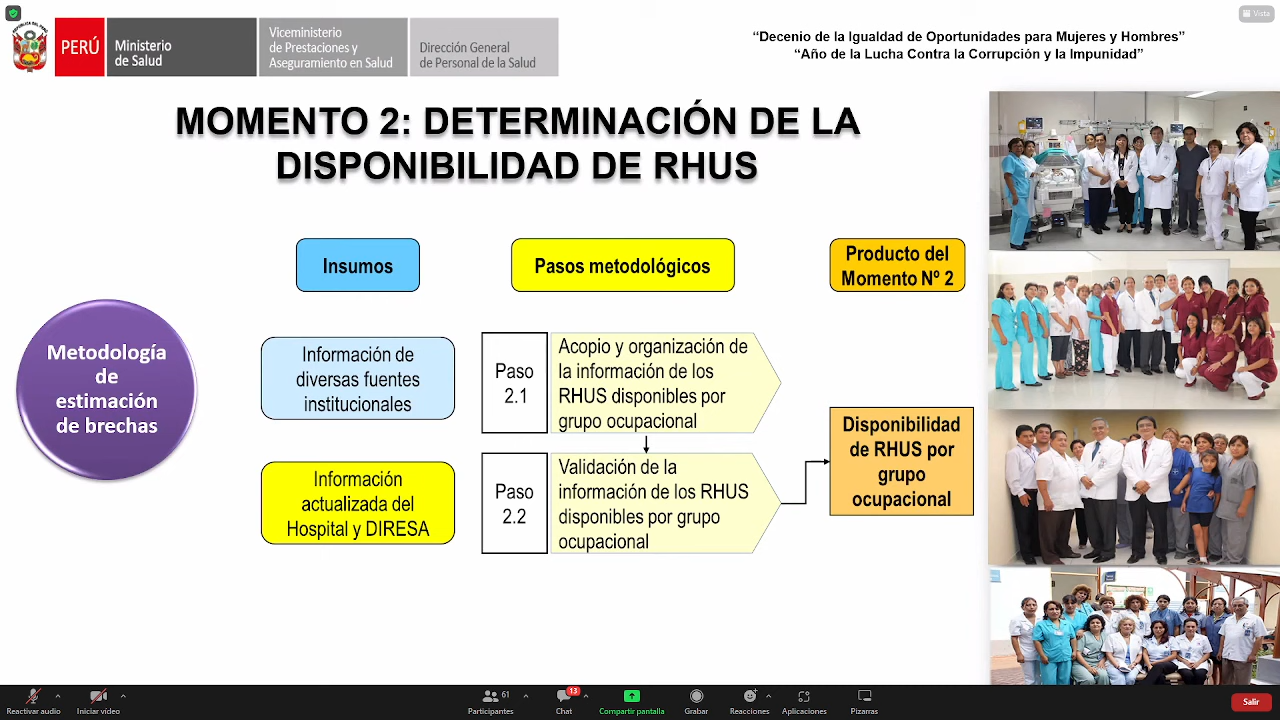 Vista
PERÚ
Ministerio
de Salud
Viceministerio
de Prestaciones y
Aseguramiento en Salud
Dirección General
de Personal de la Salud
“Decenio de la Igualdad de Oportunidades para Mujeres y Hombres”
“Año de la Lucha Contra la Corrupción y la Impunidad”
MOMENTO 2: DETERMINACIÓN DE LA
DISPONIBILIDAD DE RHUS
Insumos
Pasos metodológicos
Producto del
Momento Nº 2
Metodología
de
estimación
de brechas
Información de
diversas fuentes
institucionales
Paso
2.1
Acopio y organización de
la información de los
RHUS disponibles por
grupo ocupacional
Información
actualizada del
Hospital y DIRESA
Paso
2.2
Validación de la
información de los RHUS
disponibles por grupo
ocupacional
Disponibilidad
de RHUS por
grupo
ocupacional
Reactivar audio
Iniciar vídeo
61
Participantes
13
Chat
Compartir pantalla
Grabar
Reacciones
Aplicaciones
Pizarras
Salir